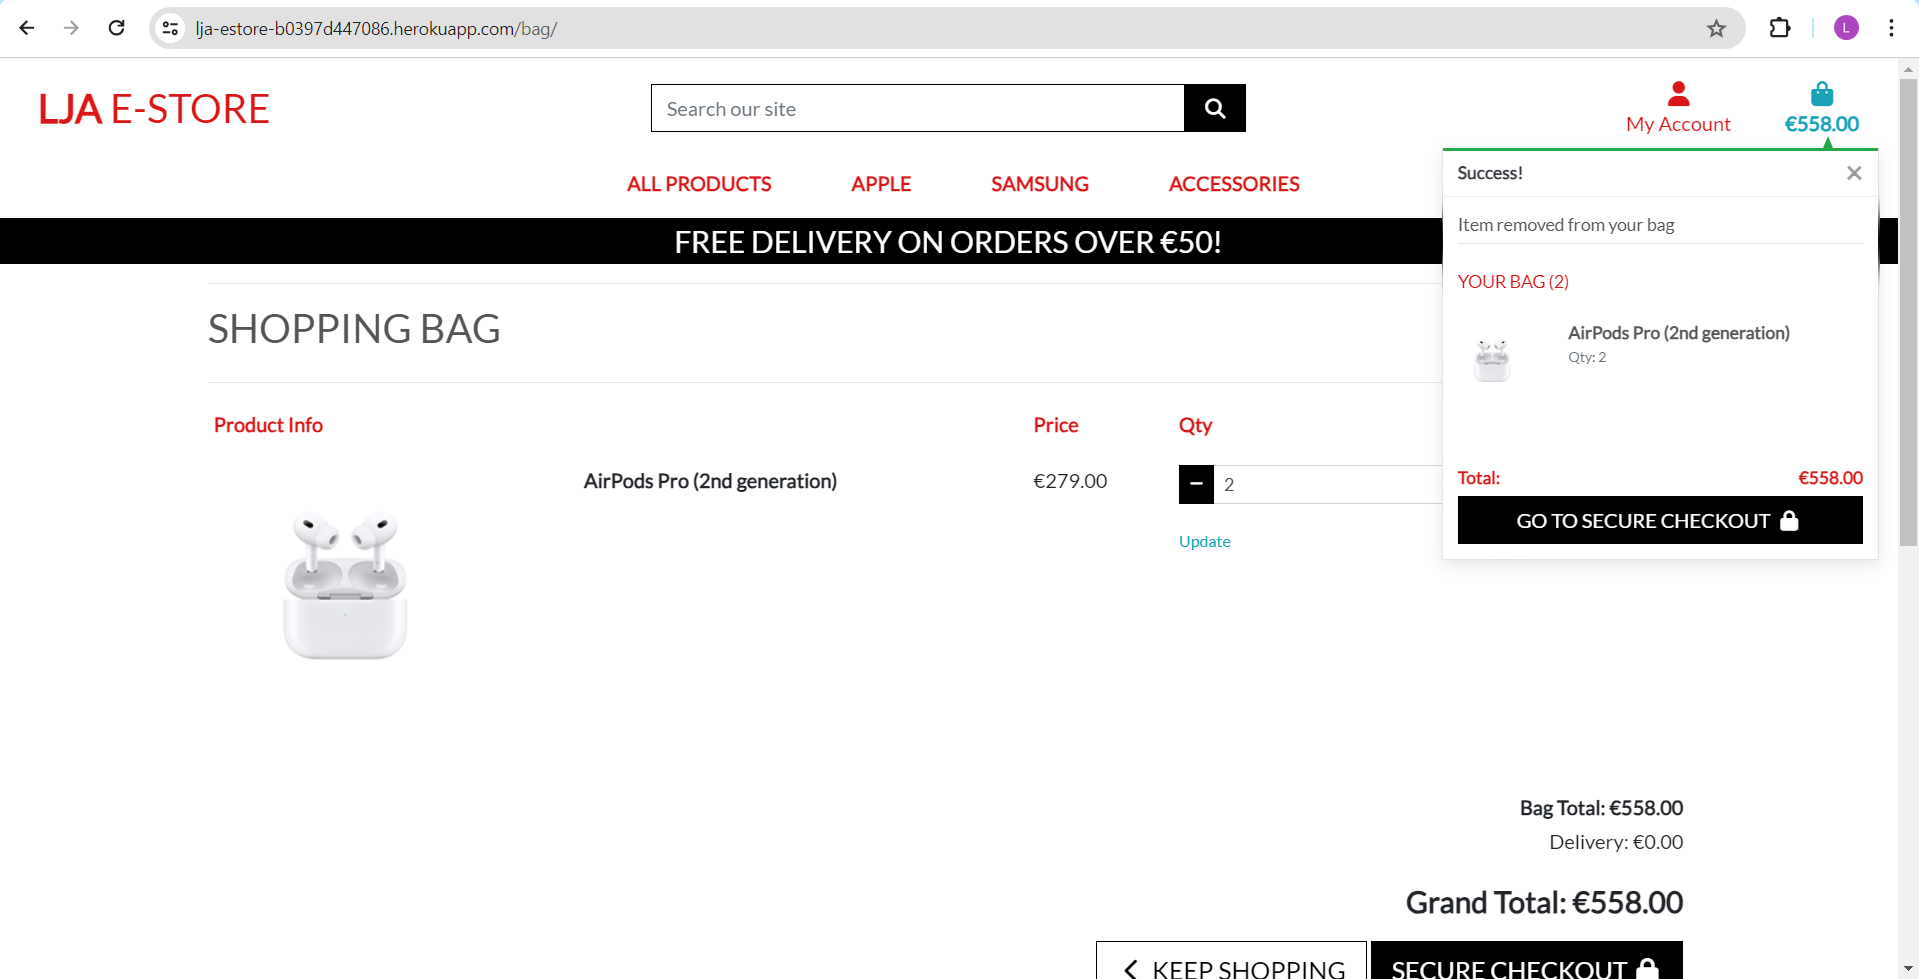 lja-estore-b0397d447086.herokuapp.com/bag/
L
LJA E-STORE
Search our site
My Account
€558.00
ALL PRODUCTS
APPLE
SAMSUNG
ACCESSORIES
FREE DELIVERY ON ORDERS OVER €50!
Success!
Item removed from your bag
YOUR BAG (2)
AirPods Pro (2nd generation)
Qty: 2
Total: €558.00
GO TO SECURE CHECKOUT
SHOPPING BAG
Product Info
Price
Qty
AirPods Pro (2nd generation)
€279.00
2
Update
Bag Total: €558.00
Delivery: €0.00
Grand Total: €558.00
KEEP SHOPPING
SECURE CHECKOUT